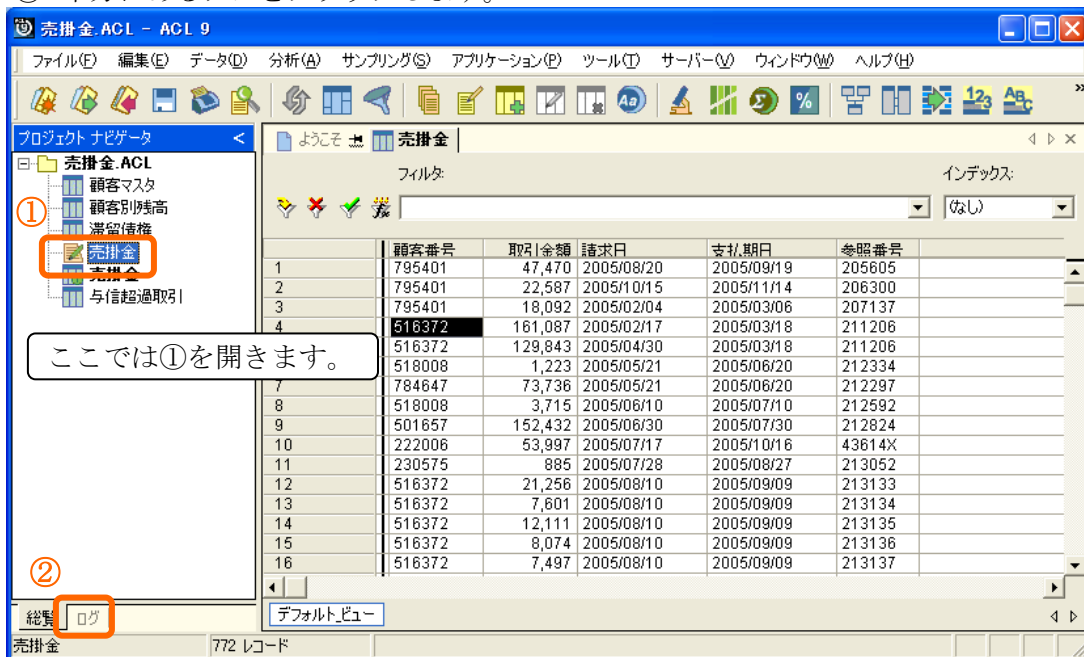 売掛金.ACL - ACL 9
ファイル(F) 編集(E) データ(D) 分析(A) サンプリング(S) アプリケーション(P) ツール(T) サーバー(V) ウィンドウ(W) ヘルプ(H)
プロジェクト ナビゲータ <
ようこそ 売掛金
売掛金.ACL
顧客マスタ
顧客別残高
滞留債権
売掛金
売掛金
与信超過取引
①
フィルタ:
インデックス:
(なし)
顧客番号 取引金額 請求日 支払期日 参照番号
1 795401 47,470 2005/08/20 2005/09/19 205605
2 795401 22,587 2005/10/15 2005/11/14 206300
3 795401 18,092 2005/02/04 2005/03/06 207137
4 516372 161,087 2005/02/17 2005/03/18 211206
516372 129,843 2005/04/30 2005/03/18 211206
518008 1,223 2005/05/21 2005/06/20 212334
7 784647 73,736 2005/05/21 2005/06/20 212297
8 518008 3,715 2005/06/10 2005/07/10 212592
9 501657 152,432 2005/06/30 2005/07/30 212824
10 222006 53,997 2005/07/17 2005/10/16 43614X
11 230575 885 2005/07/28 2005/08/27 213052
12 516372 21,256 2005/08/10 2005/09/09 213133
13 516372 7,601 2005/08/10 2005/09/09 213134
14 516372 12,111 2005/08/10 2005/09/09 213135
15 516372 8,074 2005/08/10 2005/09/09 213136
16 516372 7,497 2005/08/10 2005/09/09 213137
ここでは①を開きます。
②
総覧 ログ
デフォルト_ビュー
売掛金 772 レコード